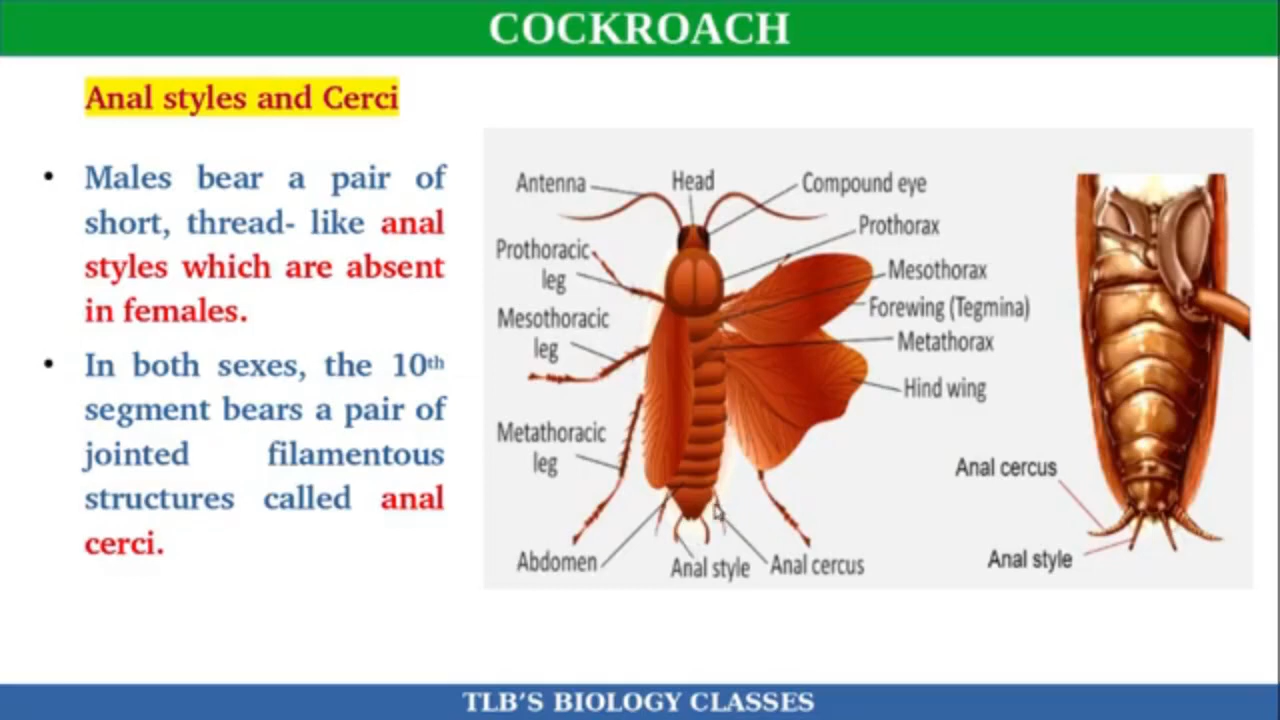 COCKROACH
Anal styles and Cerci
• Males bear a pair of
short, thread- like anal
styles which are absent
in females.
• In both sexes, the 10th
segment bears a pair of
jointed filamentous
structures called anal
cerci.
Antenna
Head
Compound eye
Prothorax
Prothoracic
leg
Mesothorax
Forewing (Tegmina)
Mesothoracic
leg
Metathorax
Hind wing
Metathoracic
leg
Abdomen
Anal style
Anal cercus
Anal cercus
Anal style
TLB’S BIOLOGY CLASSES